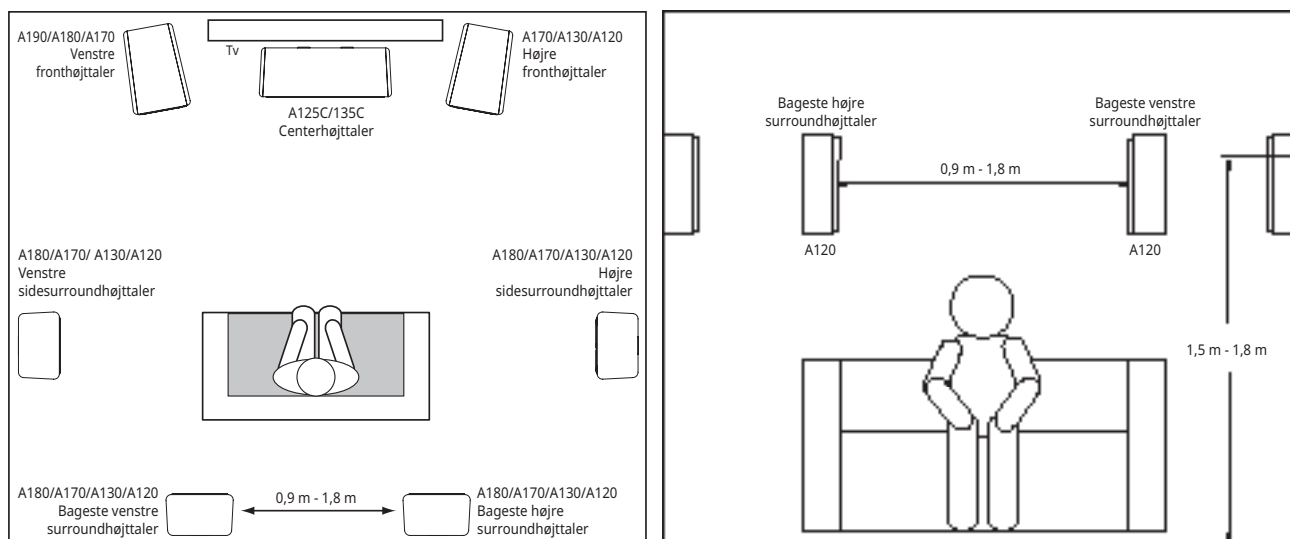 A190/A180/A170
Venstre
fronthøjttaler
Tv
A125C/135C
Centerhøjttaler
A170/A130/A120
Højre
fronthøjttaler
A180/A170/ A130/A120
Venstre
sidesurroundhøjttaler
A180/A170/A130/A120
Højre
sidesurroundhøjttaler
A180/A170/A130/A120
Bageste venstre
surroundhøjttaler
0,9 m - 1,8 m
A180/A170/A130/A120
Bageste højre
surroundhøjttaler
Bageste højre
surroundhøjttaler
Bageste venstre
surroundhøjttaler
0,9 m - 1,8 m
A120
A120
1,5 m - 1,8 m